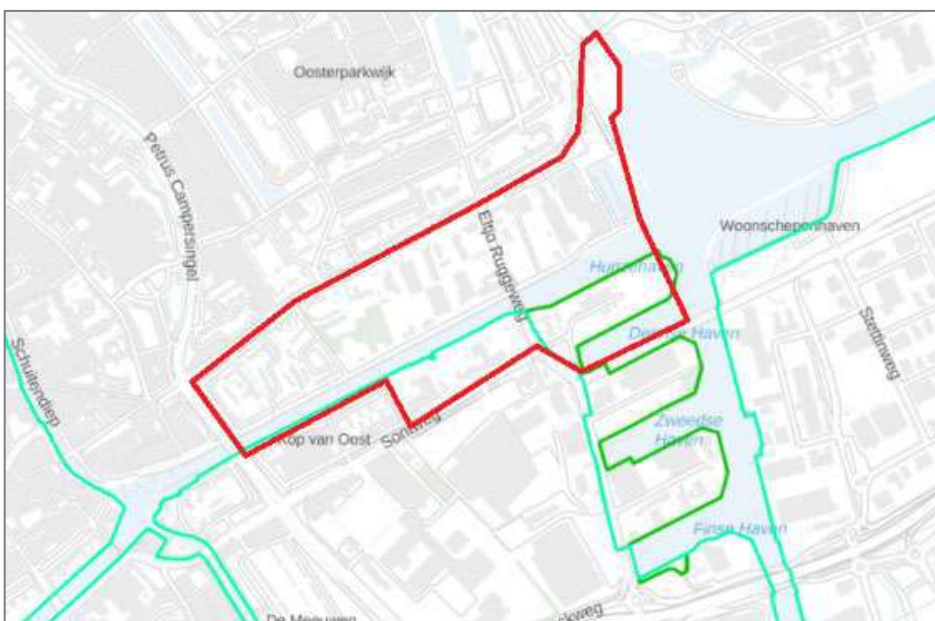 Oosterparkwijk
Petrus Campersingel
Eltjo Ruggeweg
Woonschepenhaven
Hunzehaven
Deense Haven
Stettinweg
Schuitendiep
Zweedse
Haven
Kop van Oost
Sontweg
Finse Haven
De Meeuwen